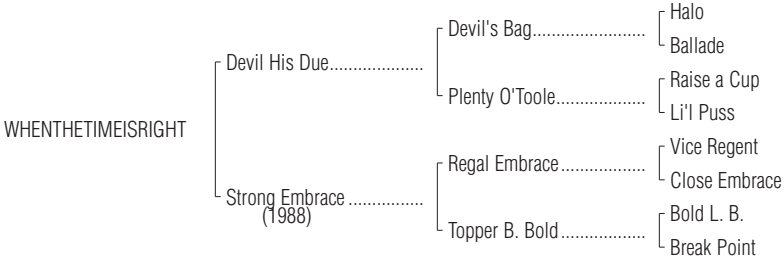 Halo
Devil's Bag........................
Ballade
Devil His Due....................
Raise a Cup
Plenty O'Toole...................
Li'l Puss
WHENTHETIMEISRIGHT
Vice Regent
Regal Embrace..................
Close Embrace
Strong Embrace................
(1988)
Bold L. B.
Topper B. Bold..................
Break Point